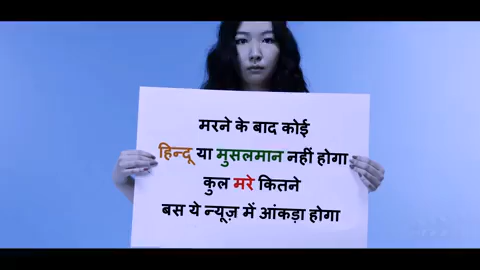 मरने के बाद कोई
हिन्दू या मुसलमान नहीं होगा
कुल मरे कितने
बस ये न्यूज़ में आंकड़ा होगा